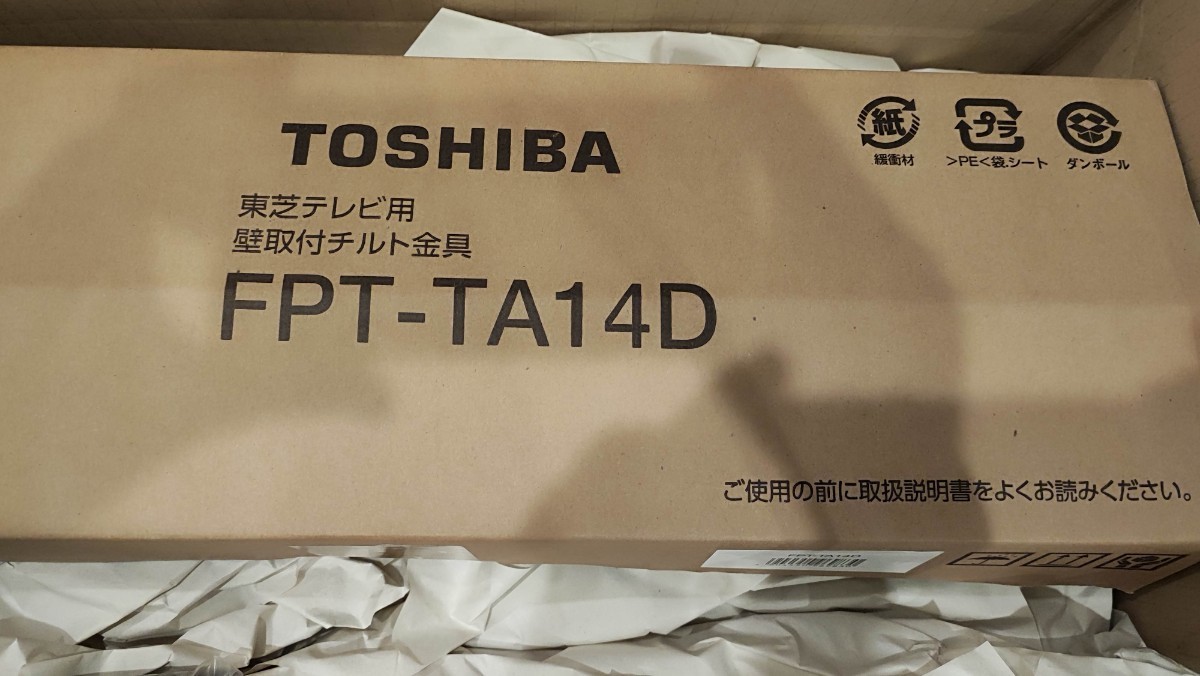 TOSHIBA
東芝テレビ用
壁取付チルト金具
FPT-TA14D
紙
緩衝材
プラ
>PE<袋.シート
ダンボール
ご使用の前に取扱説明書をよくお読みください。
FPT-TA14D